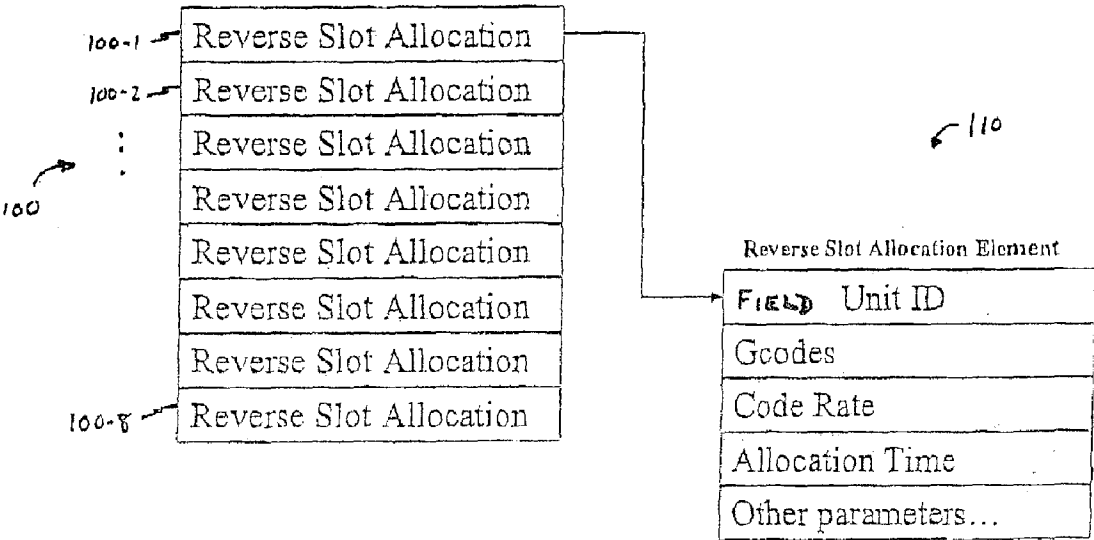 100-1 Reverse Slot Allocation
100-2 Reverse Slot Allocation
Reverse Slot Allocation
100
Reverse Slot Allocation
Reverse Slot Allocation
Reverse Slot Allocation
Reverse Slot Allocation
100-8 Reverse Slot Allocation
110
Reverse Slot Allocation Element
FIELD Unit ID
Gcodes
Code Rate
Allocation Time
Other parameters...